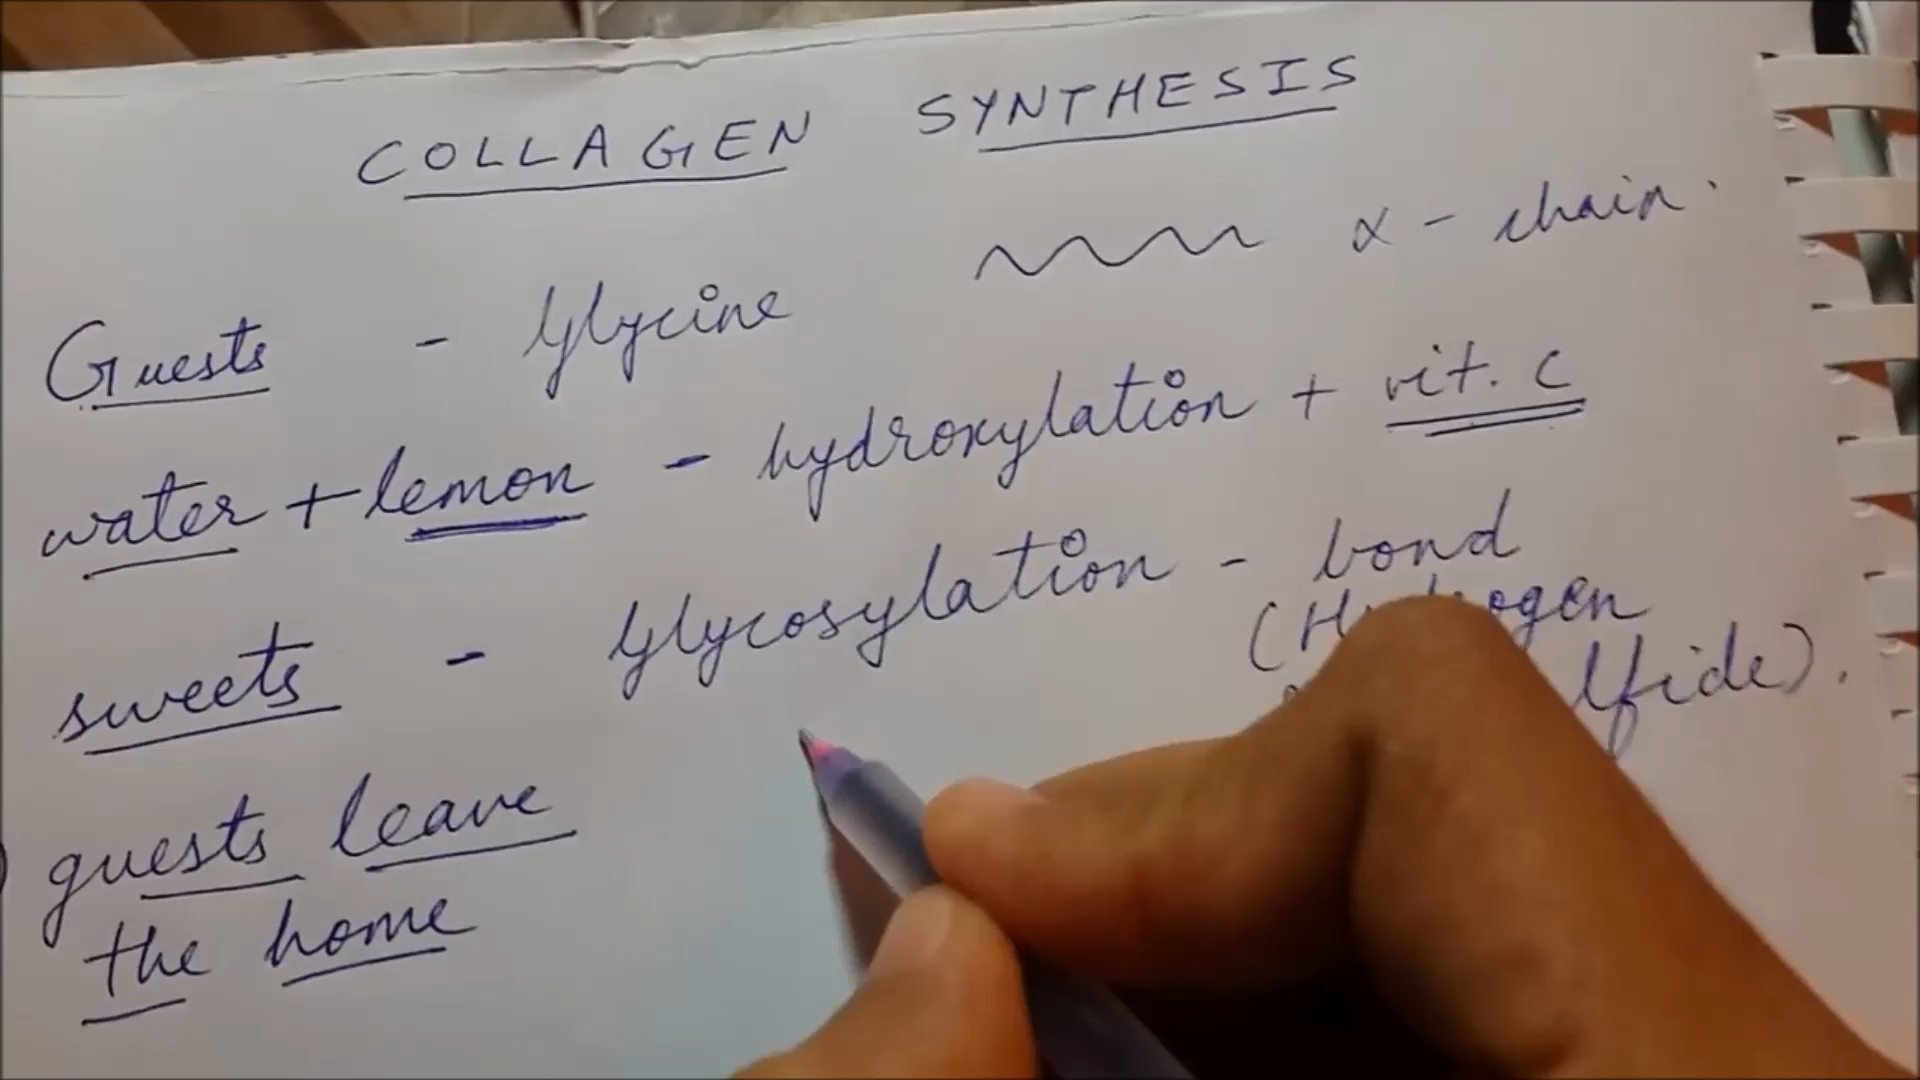 COLLAGEN SYNTHESIS
Guests - Glycine α - chain.
water + lemon - hydroxylation + vit. C
sweets - Glycosylation - bond
guests leave
the home